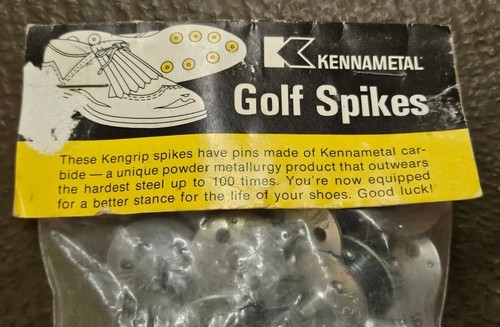 KENNAMETAL
Golf Spikes
These Kengrip spikes have pins made of Kennametal car-
bide — a unique powder metallurgy product that outwears
the hardest steel up to 100 times. You're now equipped
for a better stance for the life of your shoes. Good luck!